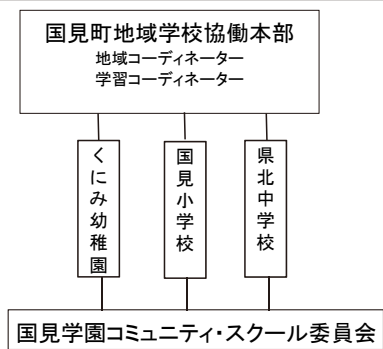 国見町地域学校協働本部
地域コーディネーター
学習コーディネーター
くにみ幼稚園
国見小学校
県北中学校
国見学園コミュニティ・スクール委員会